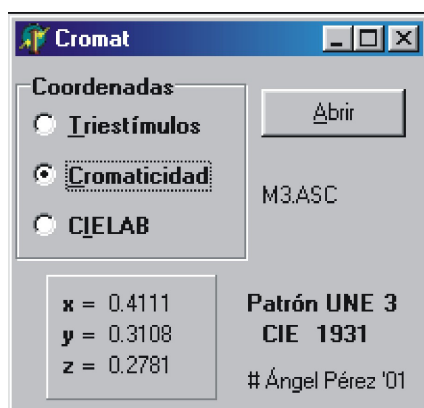 Cromat
Coordenadas
Triestímulos
Cromaticidad
CIELAB
Abrir
M3.ASC
x = 0.4111
y = 0.3108
z = 0.2781
Patrón UNE 3
CIE 1931
# Ángel Pérez '01